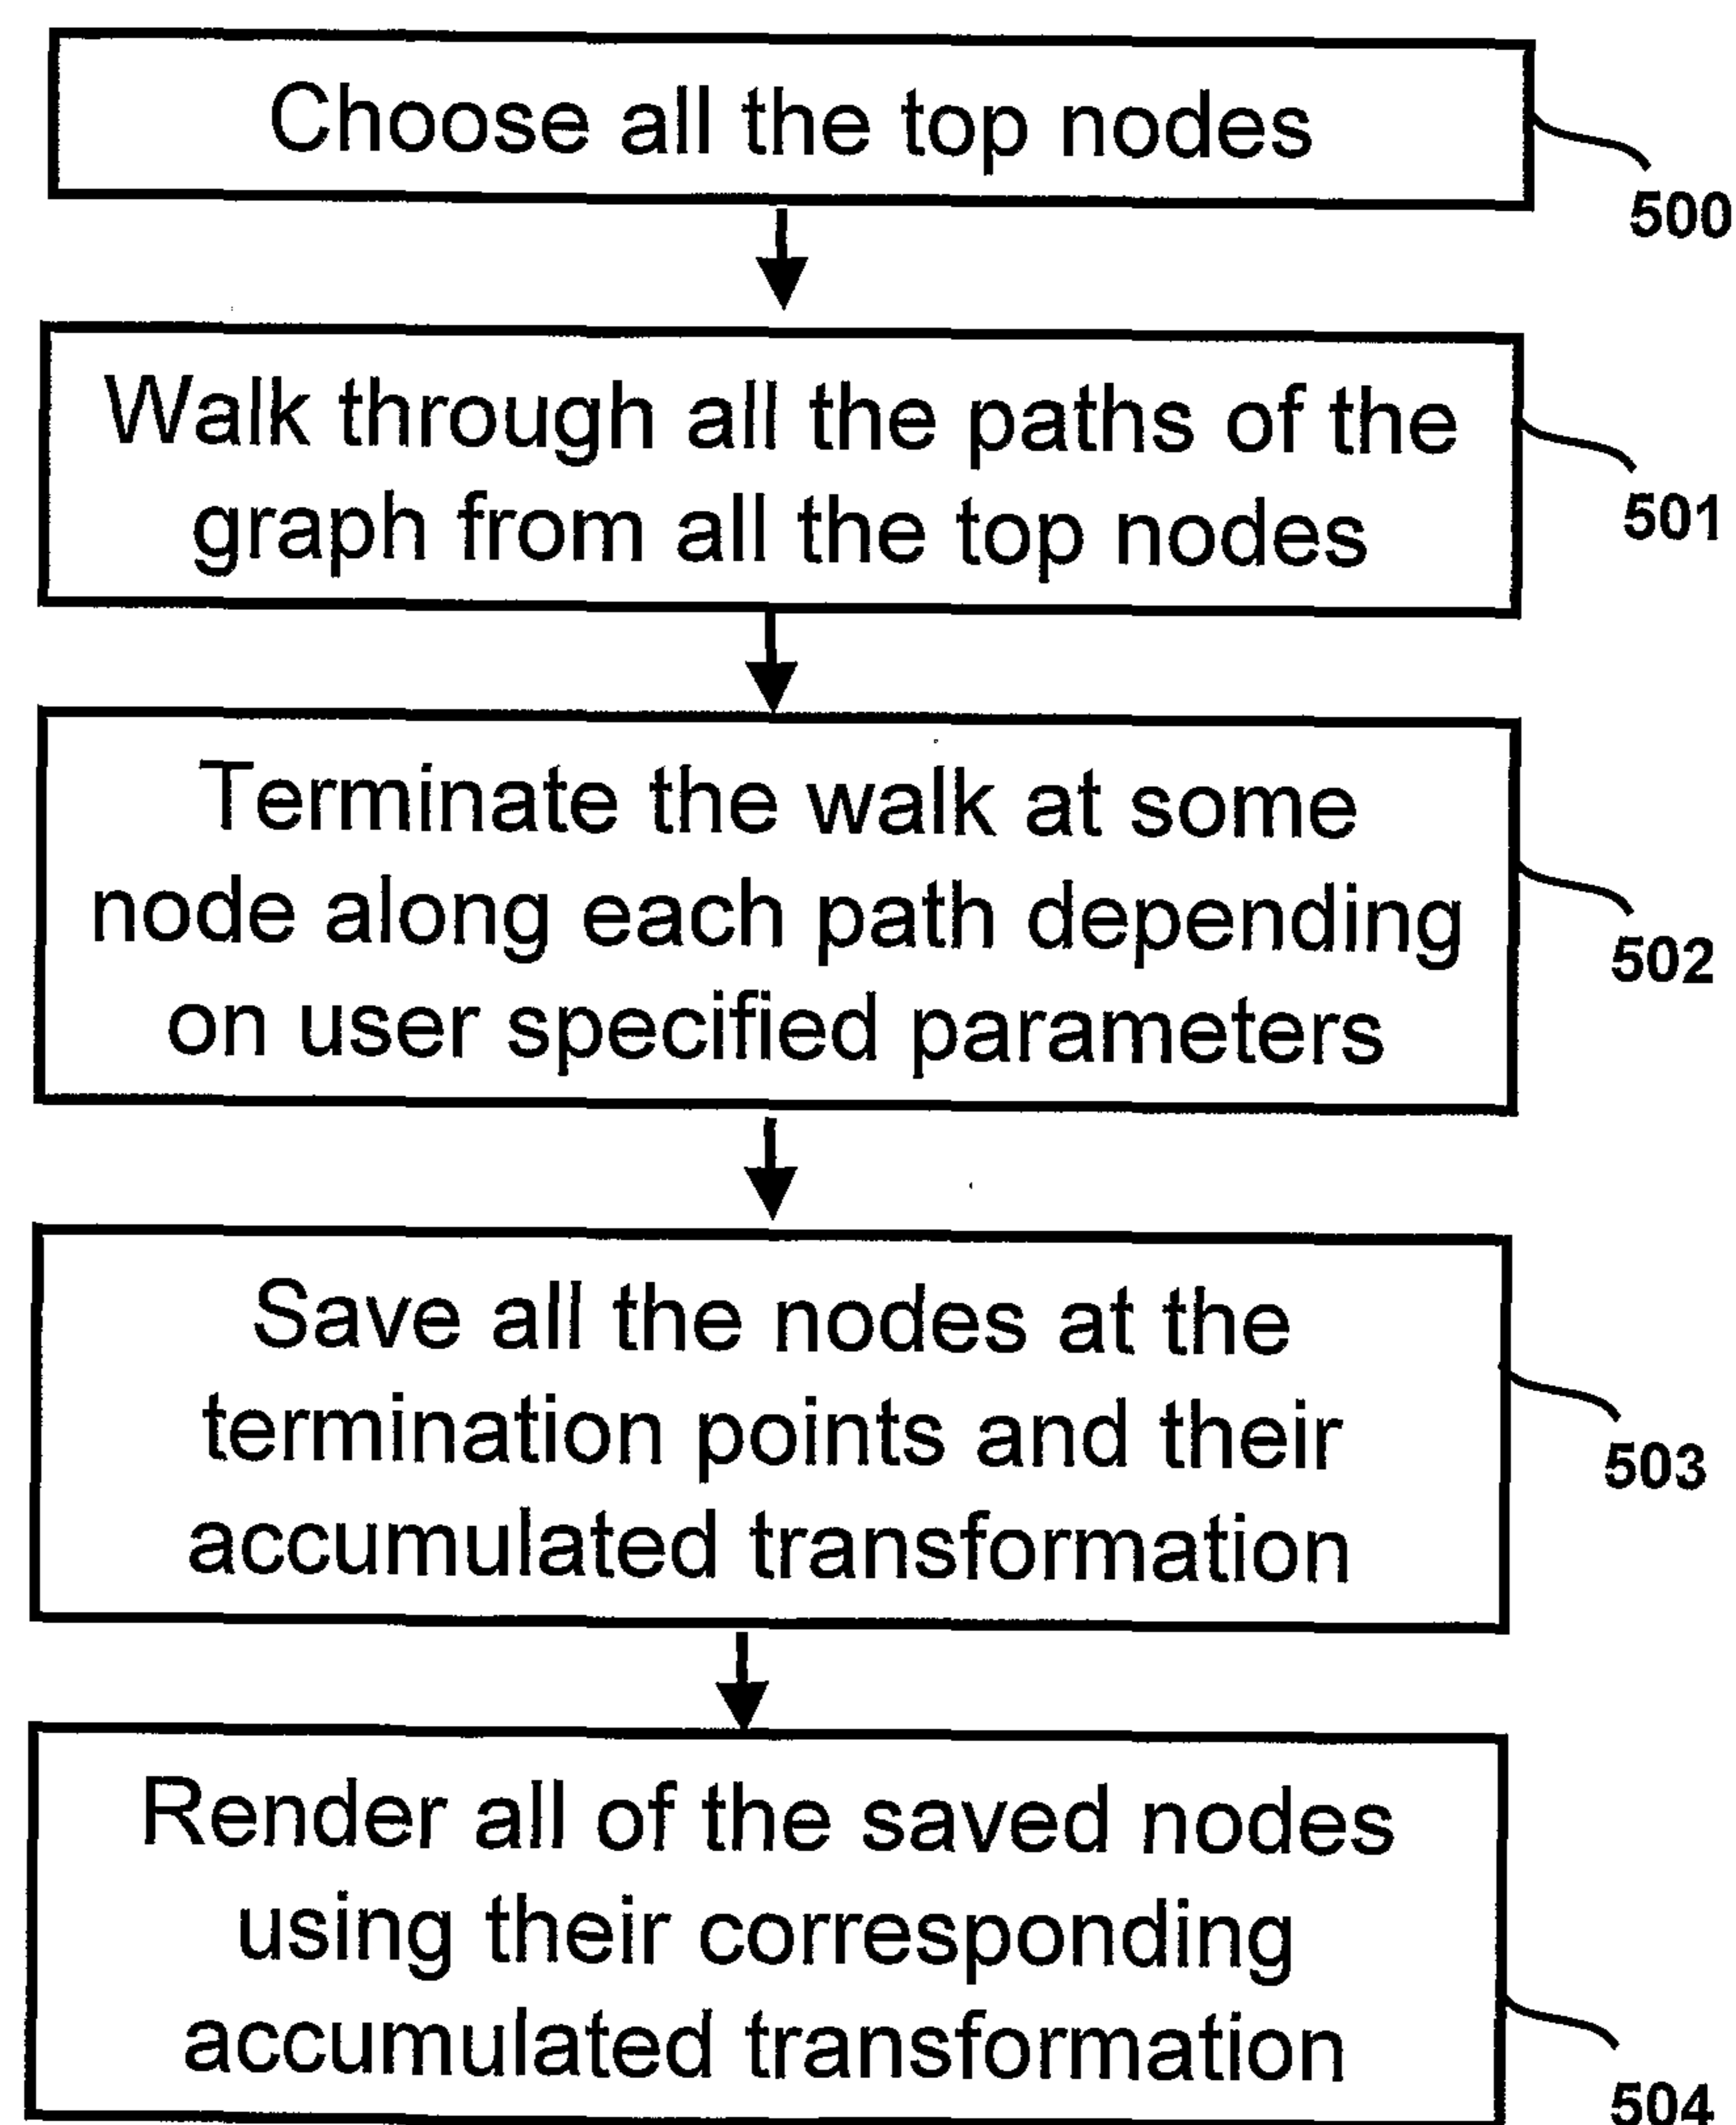 Choose all the top nodes
500
Walk through all the paths of the
graph from all the top nodes
501
Terminate the walk at some
node along each path depending
on user specified parameters
502
Save all the nodes at the
termination points and their
accumulated transformation
503
Render all of the saved nodes
using their corresponding
accumulated transformation
504